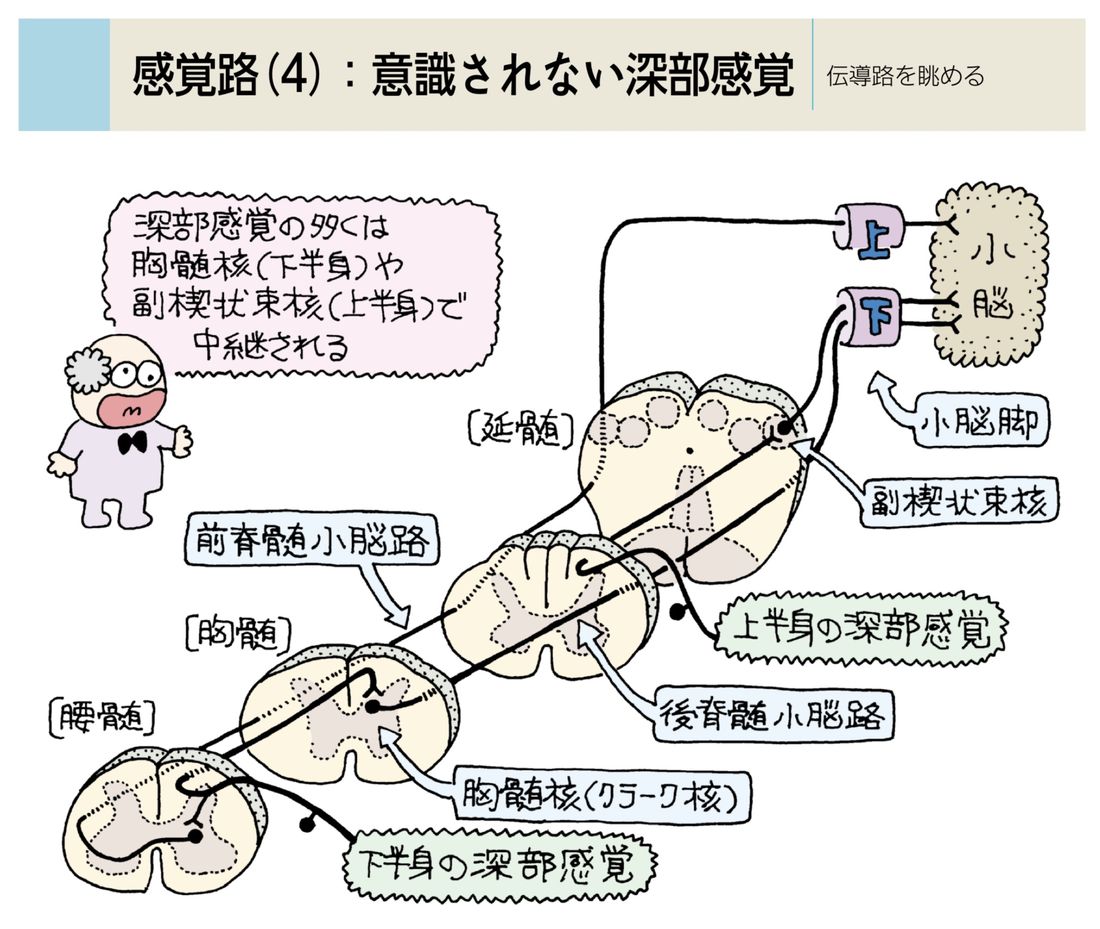 感覚路(4):意識されない深部感覚
伝導路を眺める
深部感覚の多くは
胸髄核(下半身)や
副楔状束核(上半身)で
中継される
上
下
小
脳
小脳脚
[延髄]
副楔状束核
前脊髄小脳路
上半身の深部感覚
[胸髄]
後脊髄小脳路
[腰髄]
胸髄核(クラーク核)
下半身の深部感覚